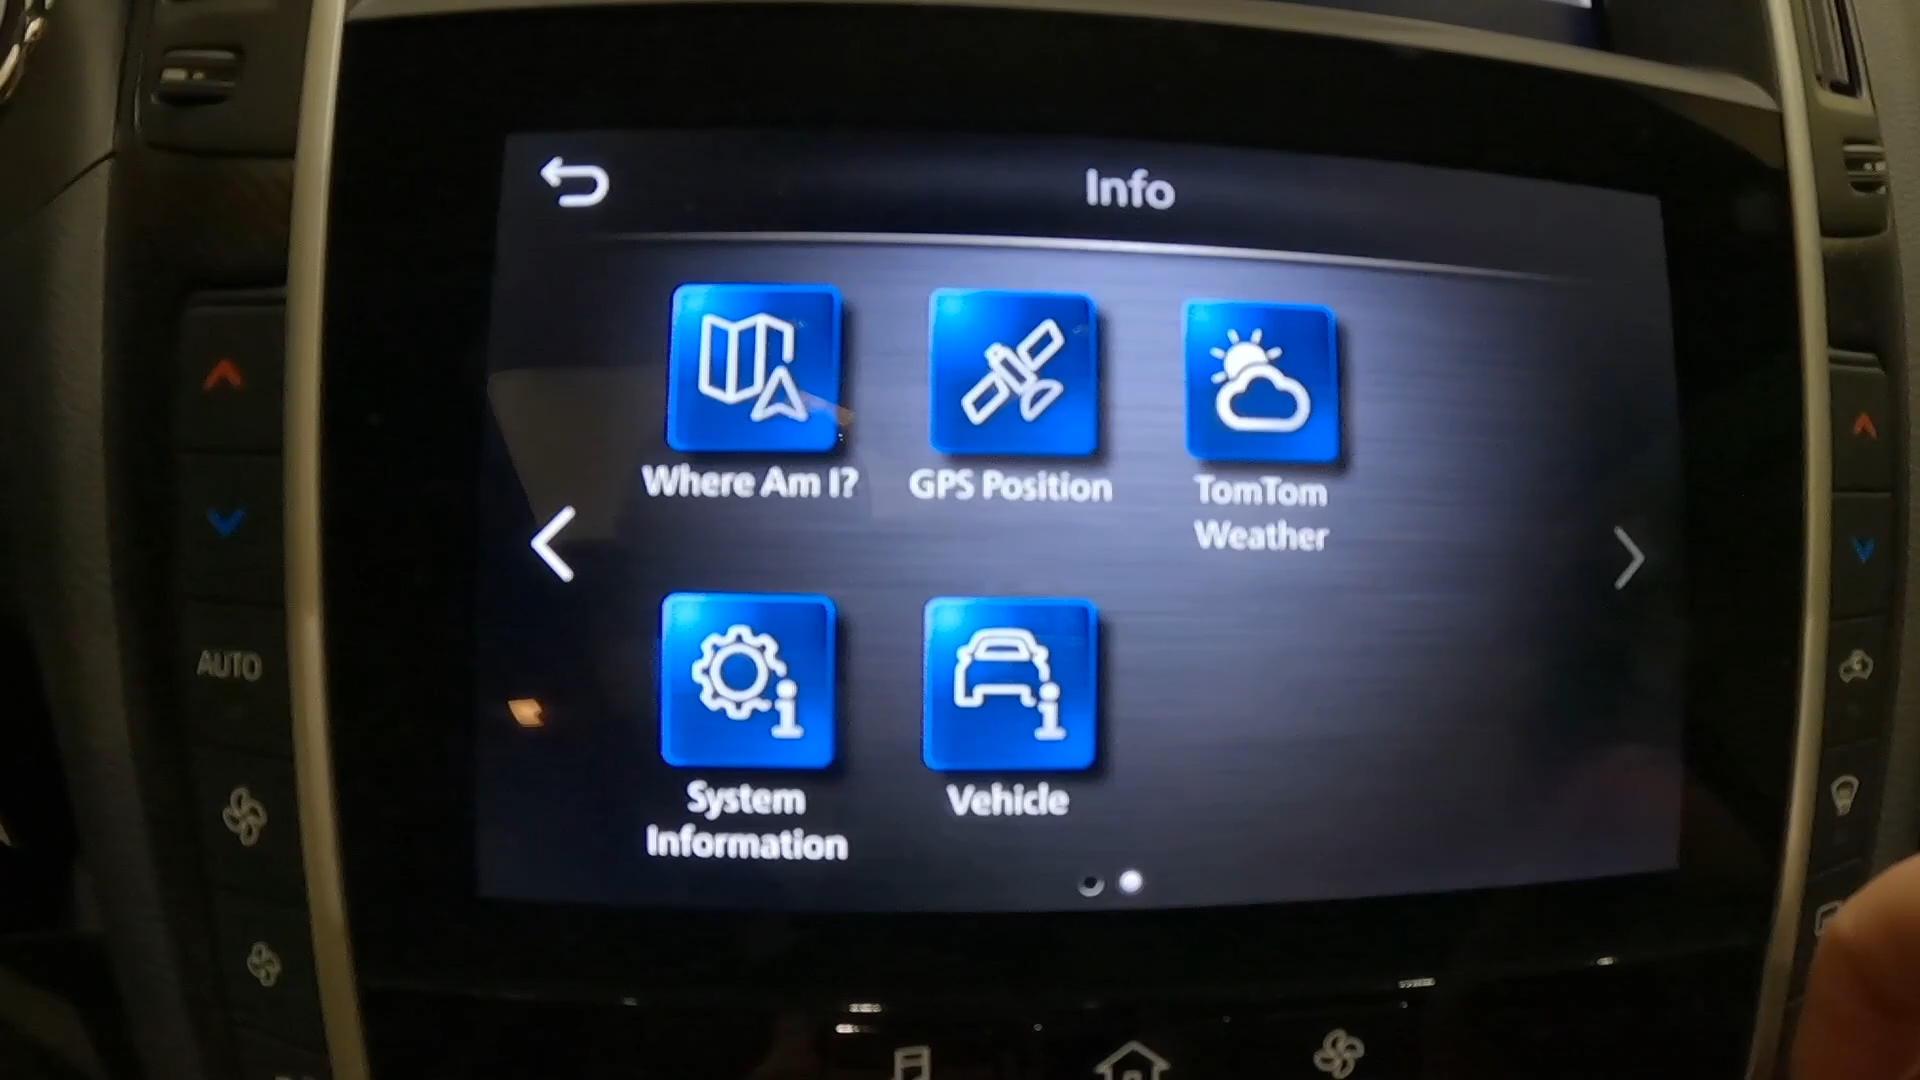 Info
Where Am I?
GPS Position
TomTom
Weather
System
Information
Vehicle
AUTO